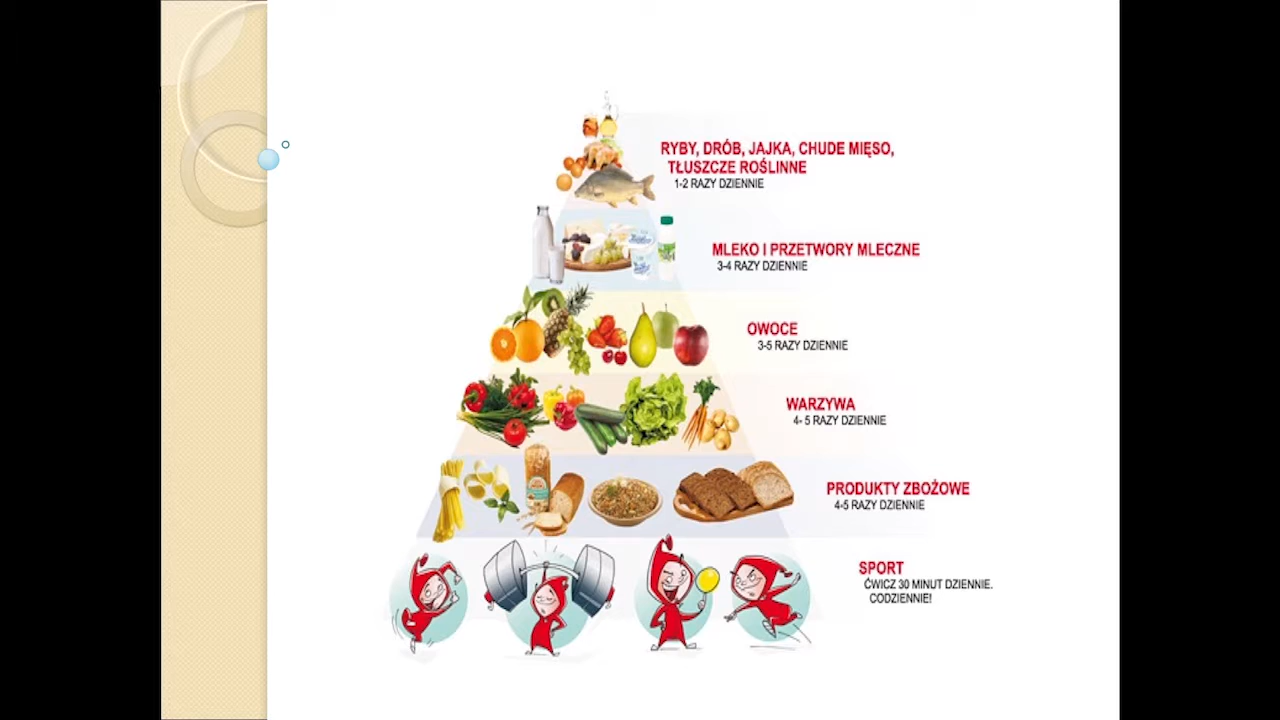 RYBY, DRÓB, JAJKA, CHUDE MIĘSO,
TŁUSZCZE ROŚLINNE
1-2 RAZY DZIENNIE
MLEKO I PRZETWORY MLECZNE
3-4 RAZY DZIENNIE
OWOCE
3-5 RAZY DZIENNIE
WARZYWA
4- 5 RAZY DZIENNIE
PRODUKTY ZBOŻOWE
4-5 RAZY DZIENNIE
SPORT
ĆWICZ 30 MINUT DZIENNIE.
CODZIENNIE!